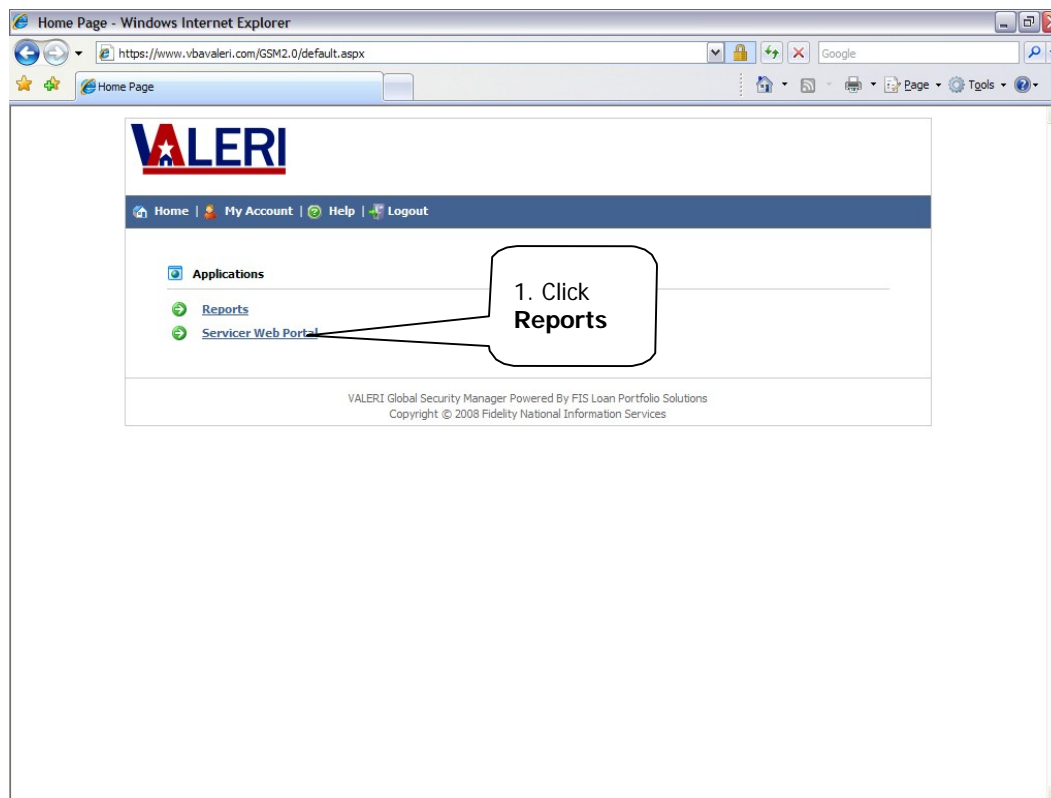 Home Page - Windows Internet Explorer
https://www.vbavaleri.com/GSM2.0/default.aspx
Google
Home Page
Page
Tools
VALERI
Home | My Account | Help | Logout
Applications
Reports
Servicer Web Portal
1. Click
Reports
VALERI Global Security Manager Powered By FIS Loan Portfolio Solutions
Copyright © 2008 Fidelity National Information Services